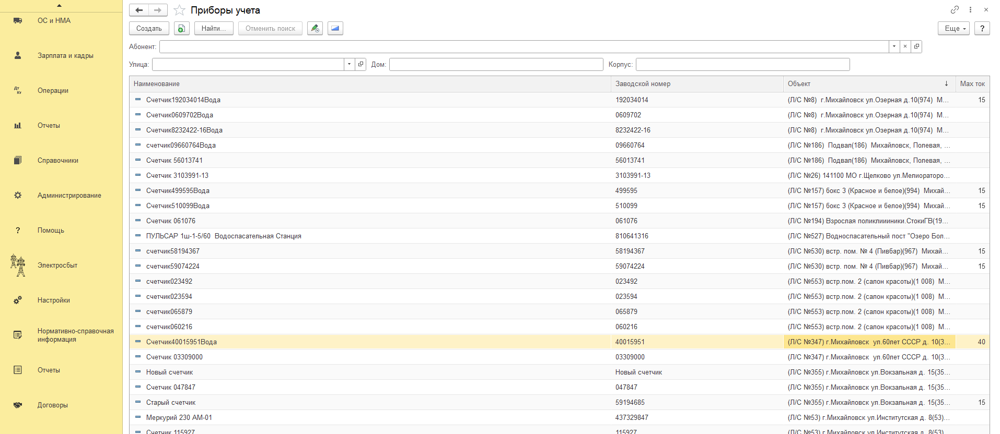 ОС и НМА
Зарплата и кадры
Дт Кт
Операции
Отчеты
Справочники
Администрирование
? Помощь
Электросбыт
Настройки
Нормативно-справочная
информация
Отчеты
Договоры
Приборы учета
Создать Найти... Отменить поиск Еще ?
Абонент:
Улица: Дом: Корпус:
Наименование Заводской номер Объект ↓ Мах ток
Счетчик192034014Вода 192034014 (Л/С №8) г.Михайловск ул.Озерная д.10(974) М... 15
Счетчик0609702Вода 0609702 (Л/С №8) г.Михайловск ул.Озерная д.10(974) М...
Счетчик8232422-16Вода 8232422-16 (Л/С №8) г.Михайловск ул.Озерная д.10(974) М...
счетчик09660764Вода 09660764 (Л/С №186) Подвал(186) Михайловск, Полевая, ...
Счетчик 56013741 56013741 (Л/С №186) Подвал(186) Михайловск, Полевая, ...
Счетчик 3103991-13 3103991-13 (Л/С №26) 141100 МО г.Щелково ул.Мелиораторо...
Счетчик499595Вода 499595 (Л/С №157) бокс 3 (Красное и белое)(994) Михай... 15
Счетчик510099Вода 510099 (Л/С №157) бокс 3 (Красное и белое)(994) Михай... 15
Счетчик 061076 061076 (Л/С №194) Взрослая поликлиииники.СтокиГВ(19...
ПУЛЬСАР 1ш-1-5/60 Водоспасательная Станция 810641316 (Л/С №527) Водноспасательный пост "Озеро Бол...
счетчик58194367 58194367 (Л/С №530) встр. пом. № 4 (Пивбар)(967) Михай... 15
счетчик59074224 59074224 (Л/С №530) встр. пом. № 4 (Пивбар)(967) Михай... 15
счетчик023492 023492 (Л/С №553) встр.пом. 2 (салон красоты)(1 008) М...
счетчик023594 023594 (Л/С №553) встр.пом. 2 (салон красоты)(1 008) М...
счетчик065879 065879 (Л/С №553) встр.пом. 2 (салон красоты)(1 008) М...
счетчик060216 060216 (Л/С №553) встр.пом. 2 (салон красоты)(1 008) М...
Счетчик40015951Вода 40015951 (Л/С №347) г.Михайловск ул.60лет СССР д. 10(3... 40
Счетчик 03309000 03309000 (Л/С №347) г.Михайловск ул.60лет СССР д. 10(3...
Новый счетчик Новый счетчик (Л/С №355) г.Михайловск ул.Вокзальная д. 15(35...
Счетчик 047847 047847 (Л/С №355) г.Михайловск ул.Вокзальная д. 15(35...
Старый счетчик 59194685 (Л/С №355) г.Михайловск ул.Вокзальная д. 15(35... 15
Меркурий 230 АМ-01 437329847 (Л/С №53) г.Михайловск ул.Институтская д. 8(53)...
Счетчик 115927 115927 (Л/С №53) г.Михайловск ул.Институтская д. 8(53)...